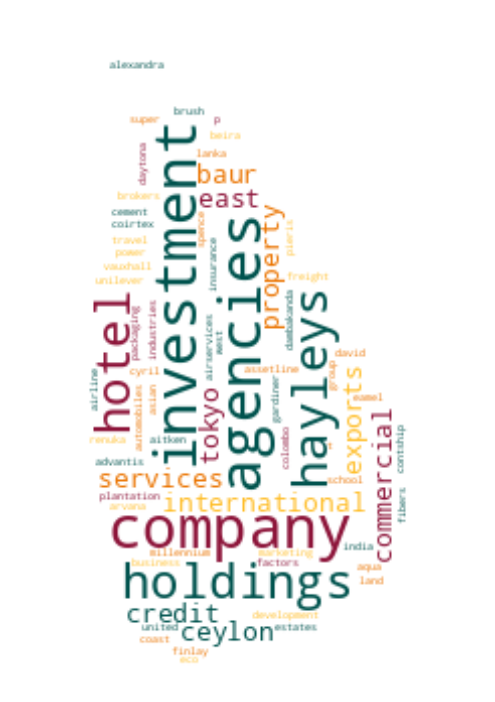 alexandra
brush
super
p
beira
investment
lanka
daytona
baur
east
brokers
cement
coirtex
spence
property
agencies
pieris
travel
power
insurance
vauxhall
unilever
freight
hotel
hayleys
dambakanda
packaging
industries
airservices
west
tokyo
david
group
assetline
cyril
airline
automobiles
asian
gardiner
exports
eamel
commercial
contship
renuka
aitken
colombo
advantis
services
school
plantation
international
arvana
fibers
company
india
millennium
marketing
business
factors
aqua
holdings
land
credit
development
united
ceylon
estates
coast
finlay
eco